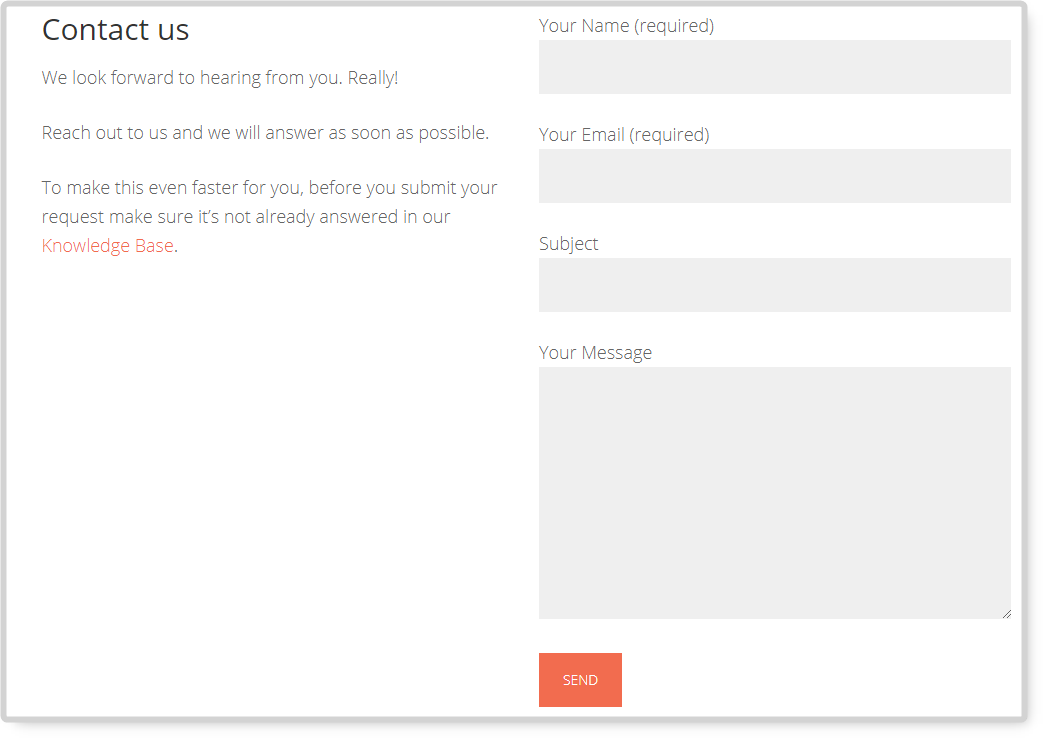 Contact us
We look forward to hearing from you. Really!
Reach out to us and we will answer as soon as possible.
To make this even faster for you, before you submit your
request make sure it’s not already answered in our
Knowledge Base.
Your Name (required)
Your Email (required)
Subject
Your Message
SEND